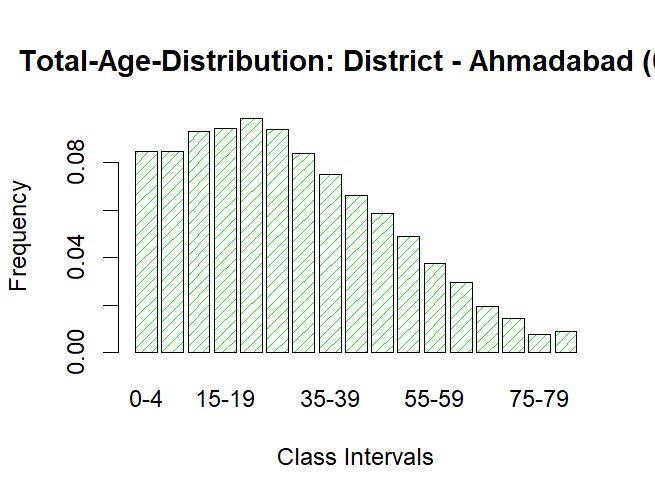 Total-Age-Distribution: District - Ahmadabad (
Frequency
0.08
0.04
0.00
0-4 15-19 35-39 55-59 75-79
Class Intervals